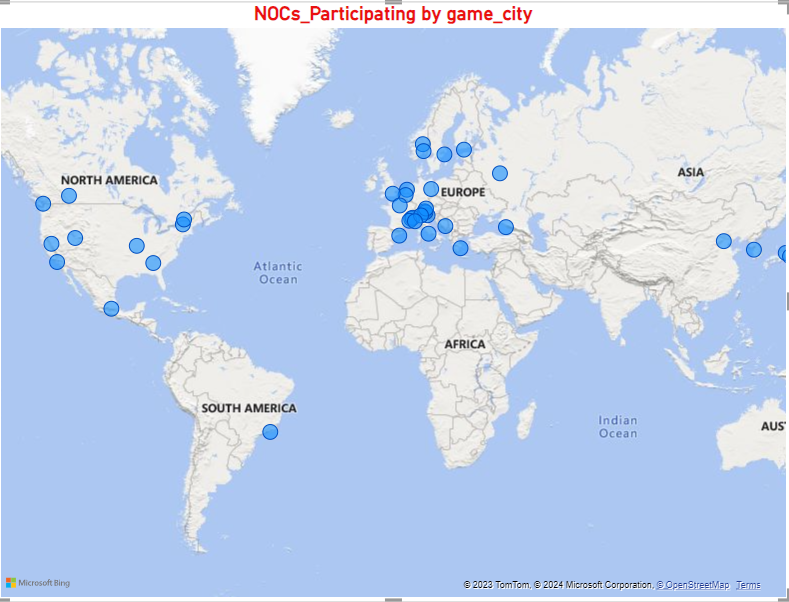 NOCs_Participating by game_city
NORTH AMERICA
EUROPE
ASIA
Atlantic
Ocean
AFRICA
SOUTH AMERICA
Indian
Ocean
AUS
Microsoft Bing
© 2023 TomTom, © 2024 Microsoft Corporation, © OpenStreetMap Terms